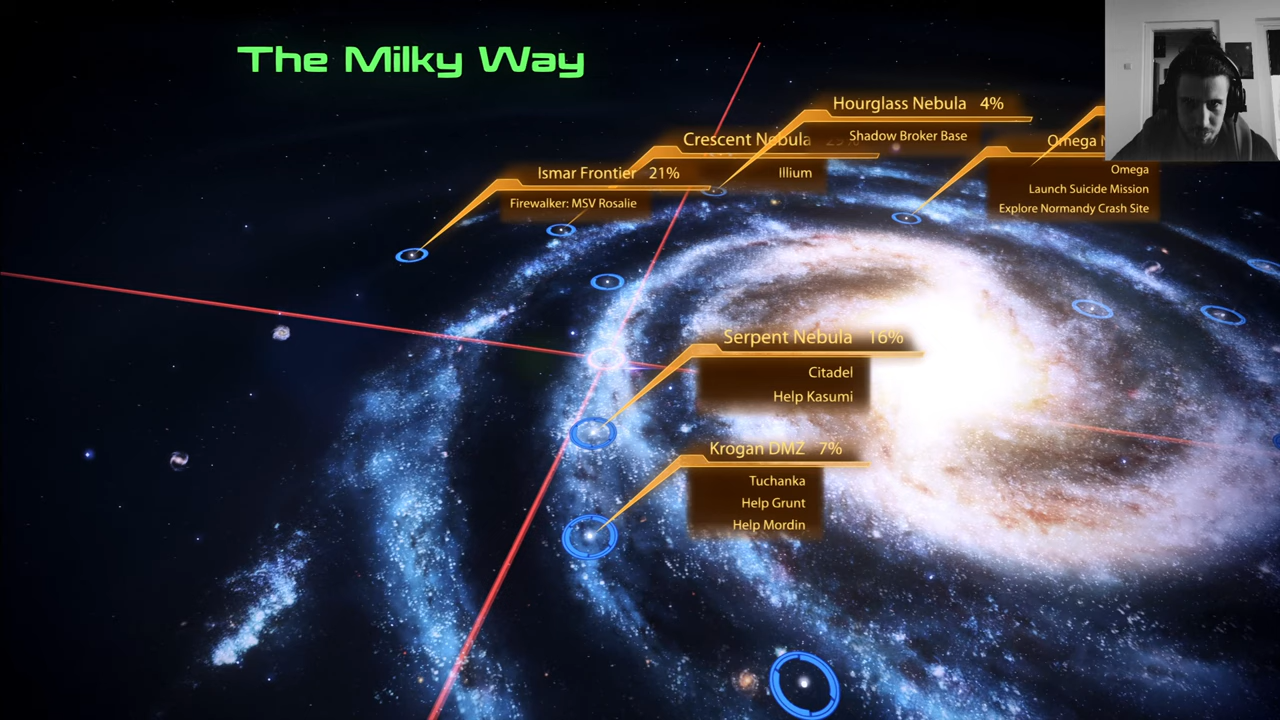 The Milky Way
Hourglass Nebula 4%
Shadow Broker Base
Crescent Nebula
Illium
Ismar Frontier 21%
Firewalker: MSV Rosalie
Omega
Omega
Launch Suicide Mission
Explore Normandy Crash Site
Serpent Nebula 16%
Citadel
Help Kasumi
Krogan DMZ 7%
Tuchanka
Help Grunt
Help Mordin